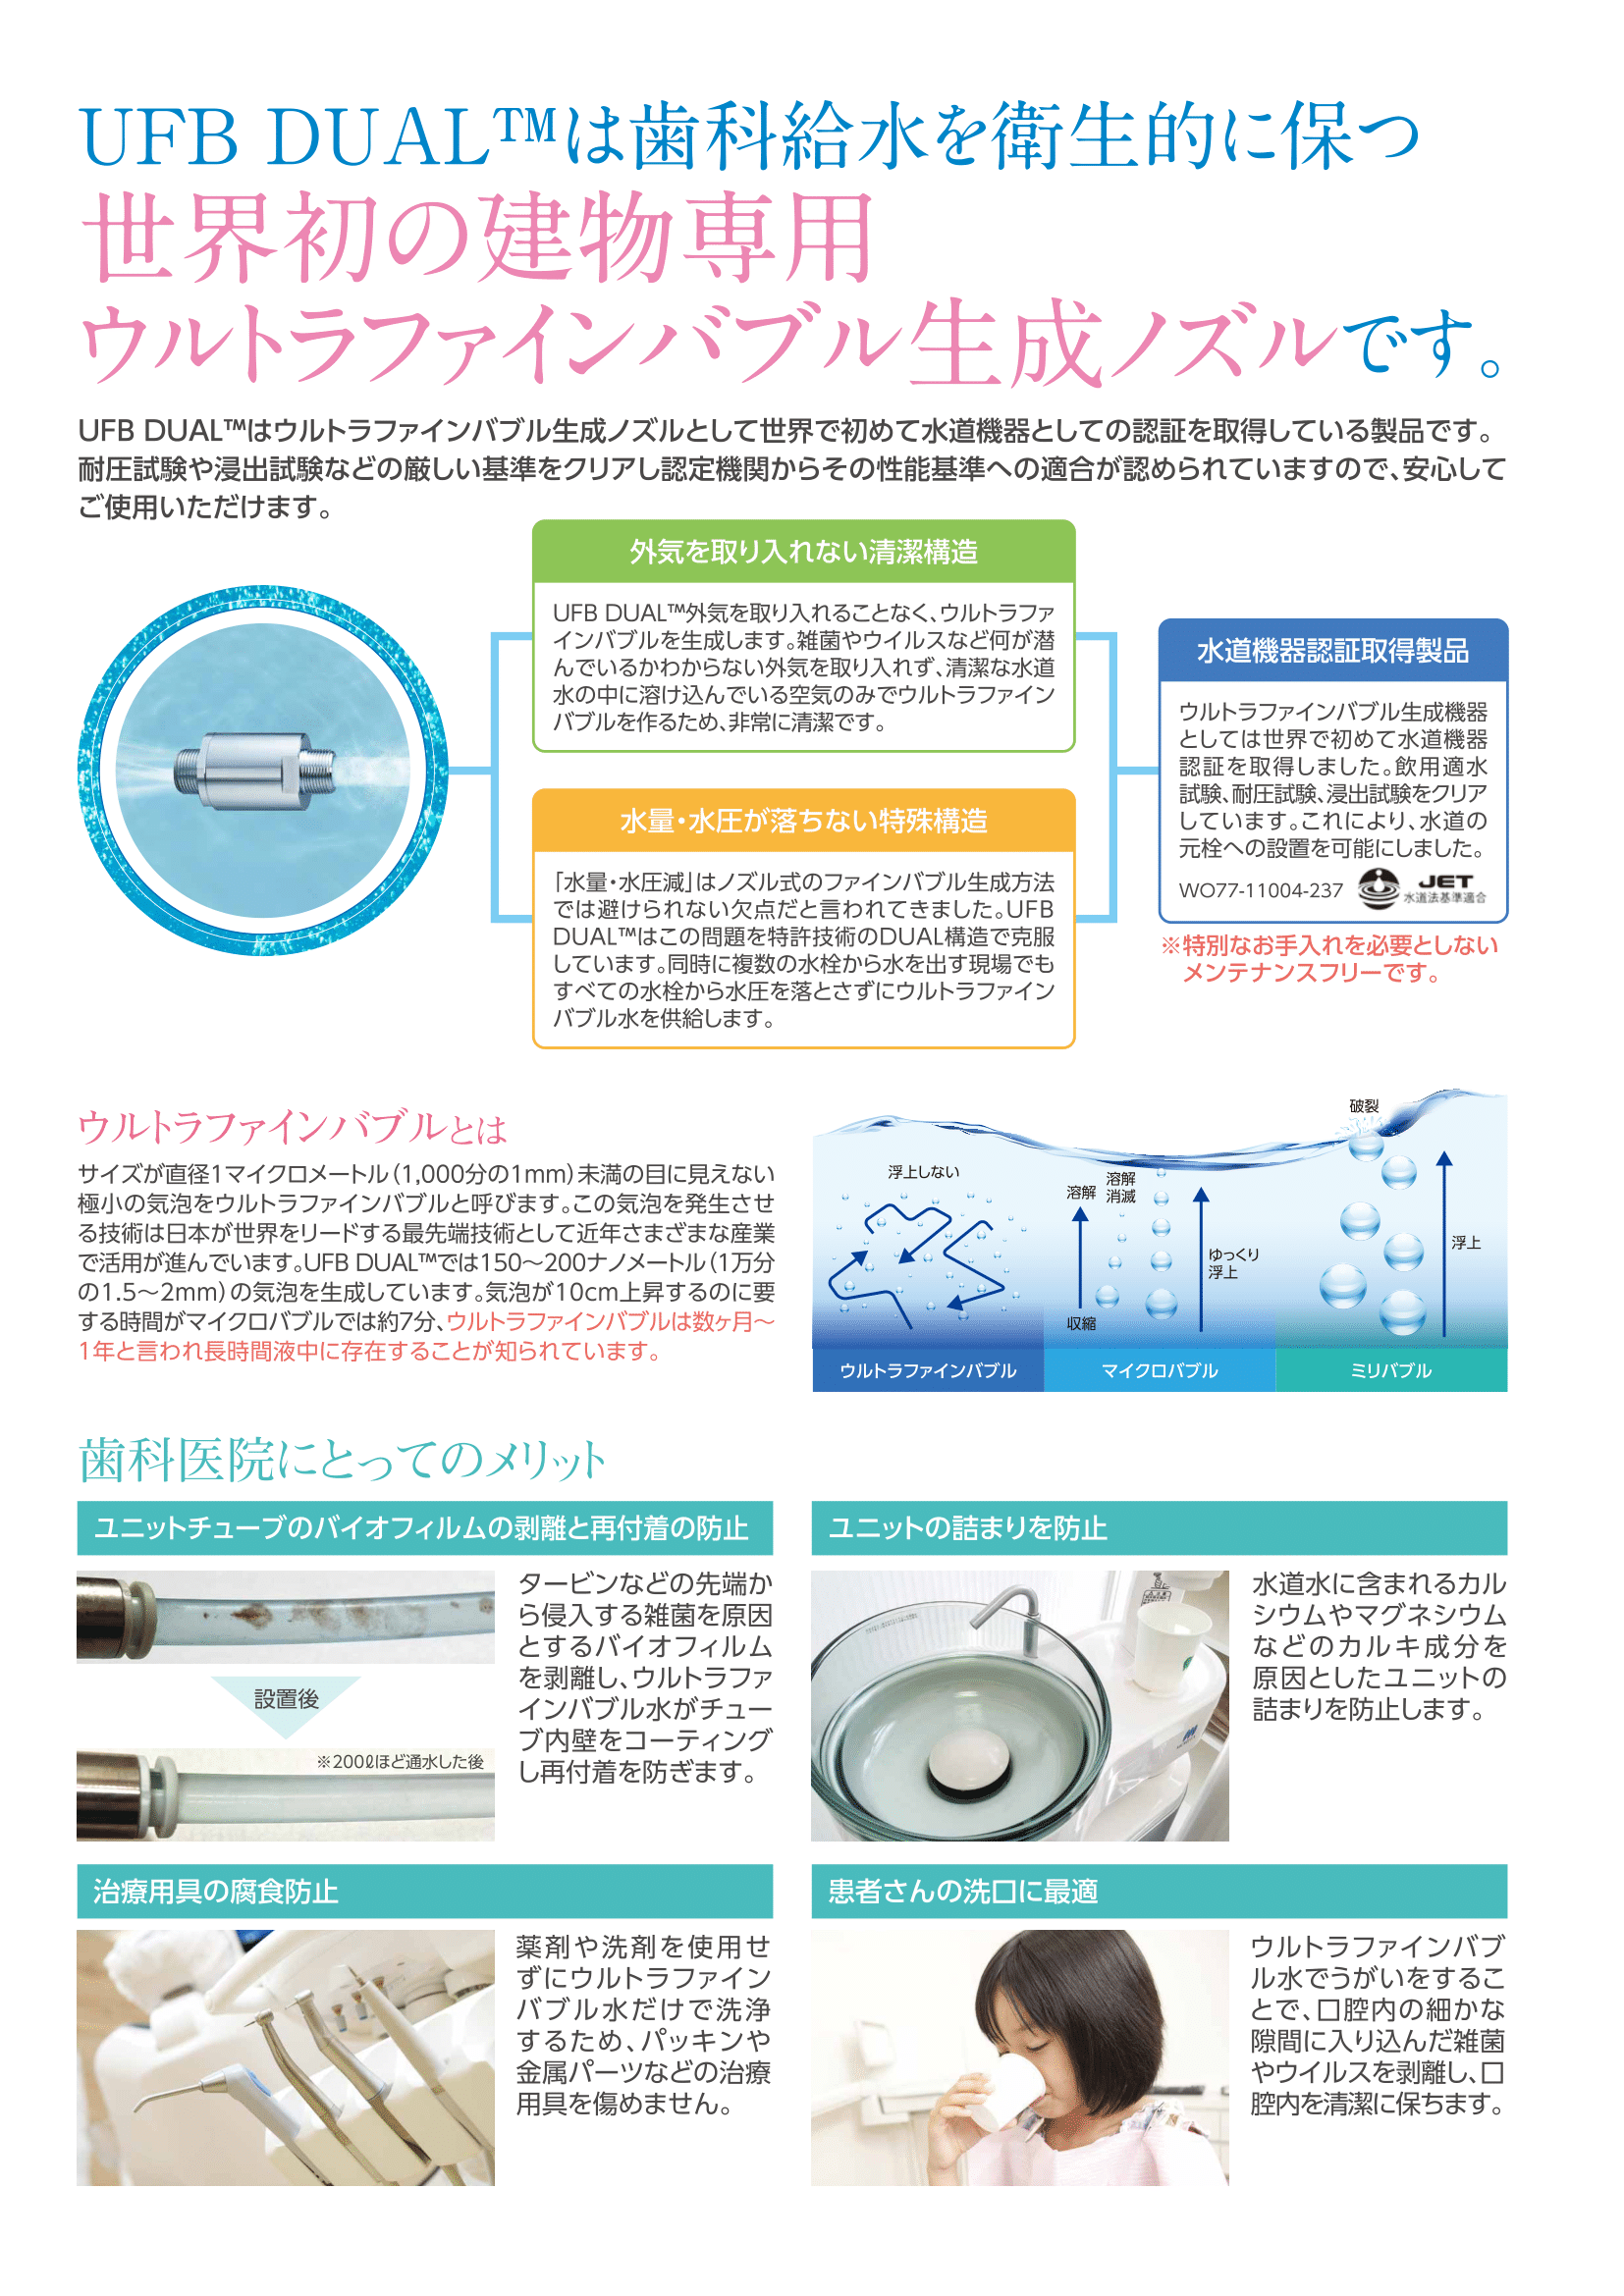 UFB DUAL™は歯科給水を衛生的に保つ
世界初の建物専用
ウルトラファインバブル生成ノズルです。
UFB DUAL™はウルトラファインバブル生成ノズルとして世界で初めて水道機器としての認証を取得している製品です。
耐圧試験や浸出試験などの厳しい基準をクリアし認定機関からその性能基準への適合が認められていますので、安心して
ご使用いただけます。
外気を取り入れない清潔構造
UFB DUAL™外気を取り入れることなく、ウルトラファ
インバブルを生成します。雑菌やウイルスなど何が潜
んでいるかわからない外気を取り入れず、清潔な水道
水の中に溶け込んでいる空気のみでウルトラファイン
バブルを作るため、非常に清潔です。
水量・水圧が落ちない特殊構造
「水量・水圧減」はノズル式のファインバブル生成方法
では避けられない欠点だと言われてきました。UFB
DUAL™はこの問題を特許技術のDUAL構造で克服
しています。同時に複数の水栓から水を出す現場でも
すべての水栓から水圧を落とさずにウルトラファイン
バブル水を供給します。
水道機器認証取得製品
ウルトラファインバブル生成機器
としては世界で初めて水道機器
認証を取得しました。飲用適水
試験、耐圧試験、浸出試験をクリア
しています。これにより、水道の
元栓への設置を可能にしました。
WO77-11004-237 JET
水道法基準適合
※特別なお手入れを必要としない
メンテナンスフリーです。
ウルトラファインバブルとは
サイズが直径1マイクロメートル（1,000分の1mm）未満の目に見えない
極小の気泡をウルトラファインバブルと呼びます。この気泡を発生させ
る技術は日本が世界をリードする最先端技術として近年さまざまな産業
で活用が進んでいます。UFB DUAL™では150～200ナノメートル（1万分
の1.5～2mm）の気泡を生成しています。気泡が10cm上昇するのに要
する時間がマイクロバブルでは約7分、ウルトラファインバブルは数ヶ月～
1年と言われ長時間液中に存在することが知られています。
浮上しない
溶解
収縮
溶解
消滅
ゆっくり
浮上
破裂
浮上
ウルトラファインバブル
マイクロバブル
ミリバブル
歯科医院にとってのメリット
ユニットチューブのバイオフィルムの剥離と再付着の防止
設置後
※200ℓほど通水した後
タービンなどの先端か
ら侵入する雑菌を原因
とするバイオフィルム
を剥離し、ウルトラファ
インバブル水がチュー
ブ内壁をコーティング
し再付着を防ぎます。
ユニットの詰まりを防止
水道水に含まれるカル
シウムやマグネシウム
などのカルキ成分を
原因としたユニットの
詰まりを防止します。
治療用具の腐食防止
薬剤や洗剤を使用せ
ずにウルトラファイン
バブル水だけで洗浄
するため、パッキンや
金属パーツなどの治療
用具を傷めません。
患者さんの洗口に最適
ウルトラファインバブ
ル水でうがいをするこ
とで、口腔内の細かな
隙間に入り込んだ雑菌
やウイルスを剥離し、口
腔内を清潔に保ちます。